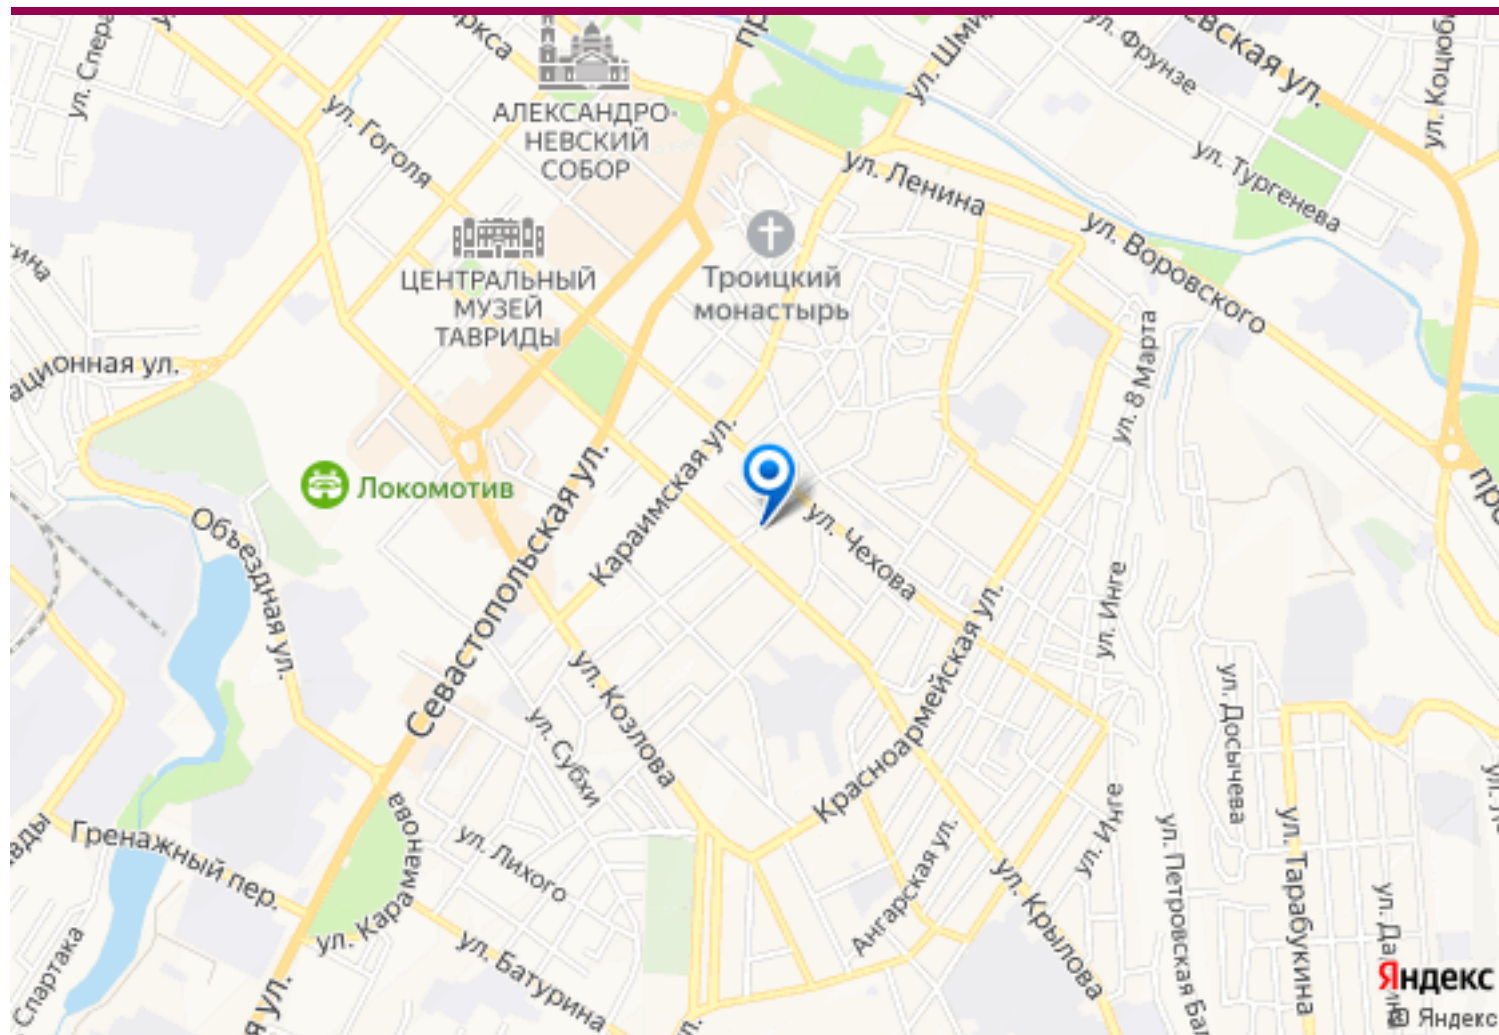 ул. Гоголя
АЛЕКСАНДРО-
НЕВСКИЙ
СОБОР
ул. Фрунзе
ул. Ленина
ул. Тургенева
ул. Воровского
ЦЕНТРАЛЬНЫЙ
МУЗЕЙ
ТАВРИДЫ
Троицкий
монастырь
ул. 8 Марта
Локомотив
Караимская ул.
Севастопольская ул.
Объездная ул.
ул. Чехова
ул. Инге
Красноармейская ул.
ул. Козлова
ул. Субхи
ул. Досычева
Гренажный пер.
ул. Караманова
Караманова
ул. Лихого
ул. Инге
Ангарская ул.
ул. Крылова
ул. Тарабукина
ул. Батурина
Спартака
Яндекс
Яндекс